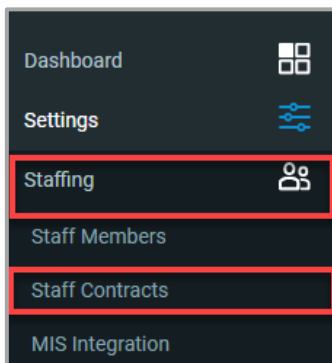 Dashboard
Settings
Staffing
Staff Members
Staff Contracts
MIS Integration